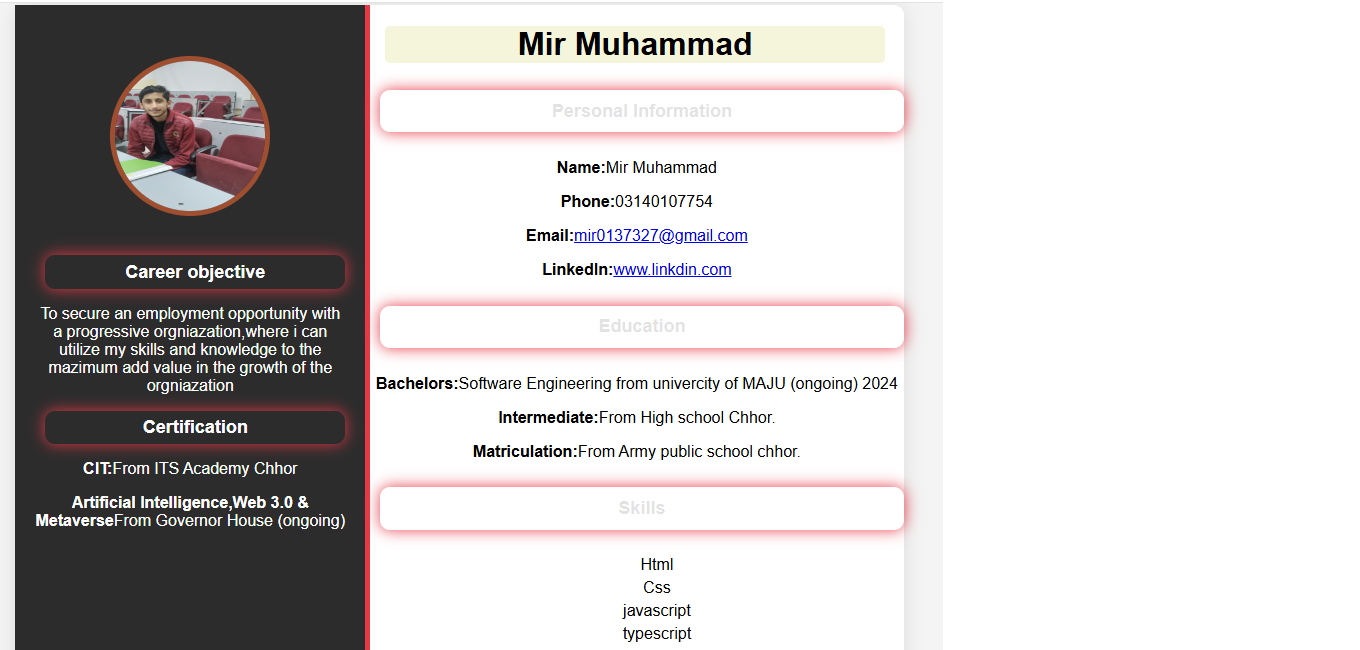 Career objective
To secure an employment opportunity with
a progressive orgniazation,where i can
utilize my skills and knowledge to the
mazimum add value in the growth of the
orgniazation
Certification
CIT:From ITS Academy Chhor
Artificial Intelligence,Web 3.0 &
MetaverseFrom Governor House (ongoing)
Mir Muhammad
Personal Information
Name:Mir Muhammad
Phone:03140107754
Email:mir0137327@gmail.com
LinkedIn:www.linkdin.com
Education
Bachelors:Software Engineering from univercity of MAJU (ongoing) 2024
Intermediate:From High school Chhor.
Matriculation:From Army public school chhor.
Skills
Html
Css
javascript
typescript